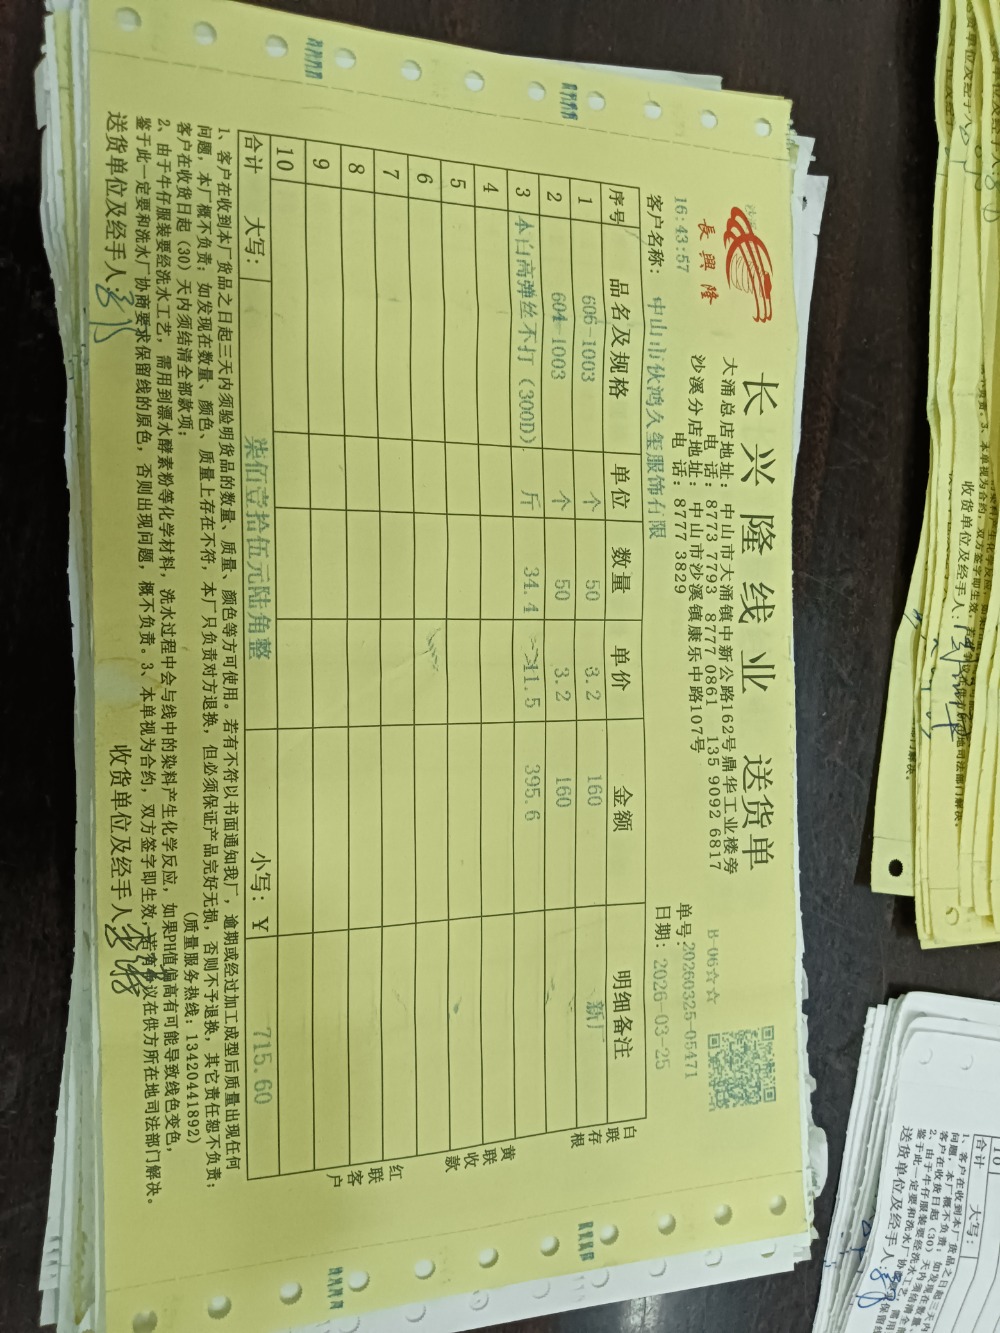 长兴隆线业 送货单
長興隆
大涌总店地址：中山市大涌镇中新公路162号鼎华工业楼旁
电话：8773 7793 8777 0861 135 9092 6817
沙溪分店地址：中山市沙溪镇康乐中路107号
电话：8777 3829
B-06☆☆
16:43:57
单号:20260325-05471
客户名称：中山市伙鸿久玺服饰有限
日期：2026-03-25
序号 品名及规格 单位 数量 单价 金额 明细备注
1 606-1003 个 50 3.2 160 新厂
2 604-1003 个 50 3.2 160
3 本白高弹丝不打（300D） 斤 34.4 11.5 395.6
4
5
6
7
8
9
10
合计 大写：柒佰壹拾伍元陆角整 小写：¥ 715.60
白联存根
黄联收款
红联客户
1、客户在收到本厂货品之日起三天内须验明货品的数量、质量、颜色等方可使用。若有不符以书面通知我厂，逾期或经过加工成型后质量出现任何
问题，本厂概不负责；如发现在数量、颜色、质量上存在不符，本厂只负责对方退换，但必须保证产品完好无损，否则不予退换，其它责任恕不负责；
客户在收货日起（30）天内须结清全部款项； (质量服务热线：13420441892)
2、由于牛仔服装要经洗水工艺，需用到漂水酵素粉等化学材料，洗水过程中会与线中的染料产生化学反应，如果PH值偏高有可能导致线色变色，
鉴于此一定要和洗水厂协商要求保留线的原色，否则出现问题，概不负责。3、本单视为合约，双方签字即生效，若有争议在供方所在地司法部门解决。
送货单位及经手人： 收货单位及经手人：